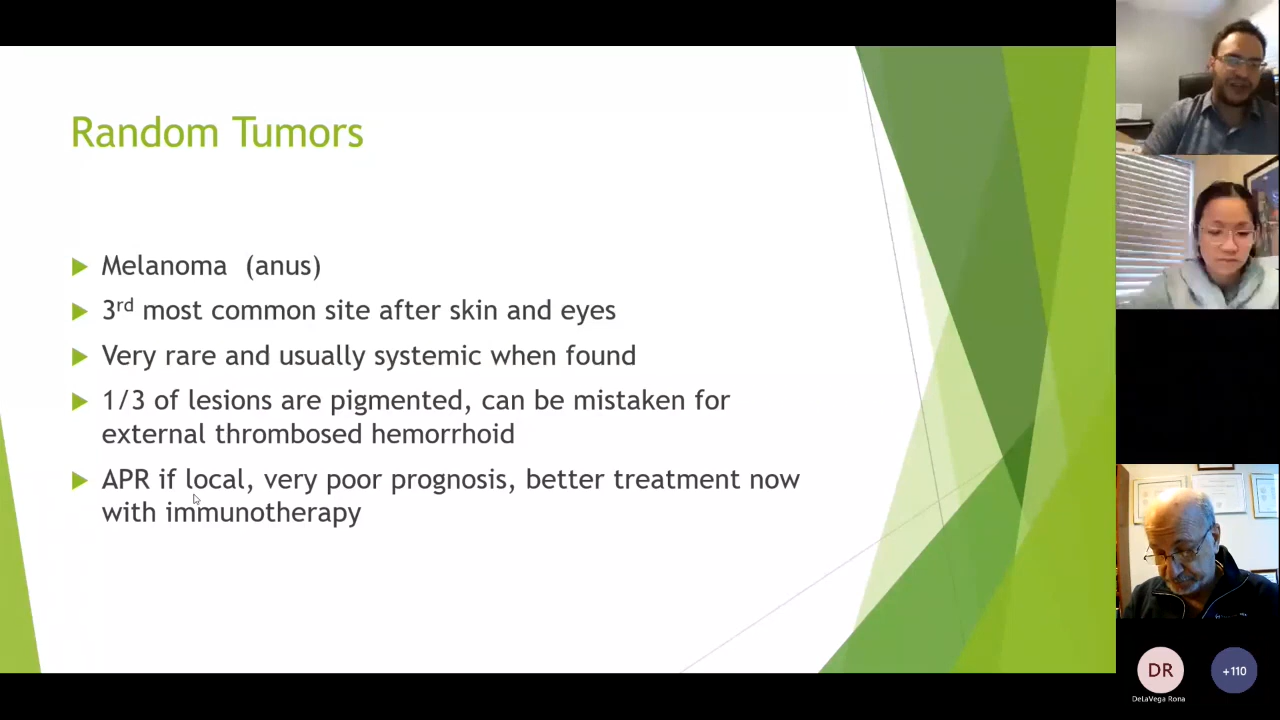 Random Tumors
Melanoma (anus)
3rd most common site after skin and eyes
Very rare and usually systemic when found
1/3 of lesions are pigmented, can be mistaken for
external thrombosed hemorrhoid
APR if local, very poor prognosis, better treatment now
with immunotherapy
DR
+110
DeLaVega Rona